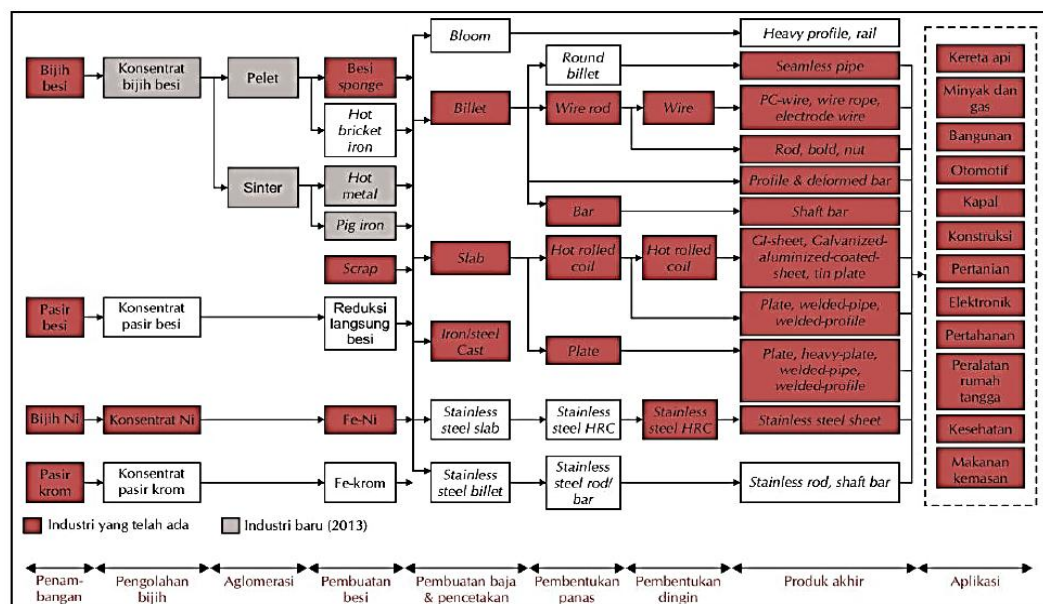 Bijih
besi
Konsentrat
bijih besi
Pelet
Besi
sponge
Hot
bricket
iron
Sinter
Hot
metal
Pig iron
Scrap
Pasir
besi
Konsentrat
pasir besi
Reduksi
langsung
besi
Bijih Ni
Konsentrat Ni
Fe-Ni
Pasir
krom
Konsentrat
pasir krom
Fe-krom
Bloom
Billet
Slab
Iron/steel
Cast
Stainless
steel slab
Stainless
steel billet
Round
billet
Wire rod
Bar
Hot rolled
coil
Plate
Stainless
steel HRC
Stainless
steel rod/
bar
Wire
Hot rolled
coil
Stainless
steel HRC
Heavy profile, rail
Seamless pipe
PC-wire, wire rope,
electrode wire
Rod, bold, nut
Profile & deformed bar
Shaft bar
GI-sheet, Galvanized-
aluminized-coated-
sheet, tin plate
Plate, welded-pipe,
welded-profile
Plate, heavy-plate,
welded-pipe,
welded-profile
Stainless steel sheet
Stainless rod, shaft bar
Kereta api
Minyak dan
gas
Bangunan
Otomotif
Kapal
Konstruksi
Pertanian
Elektronik
Pertahanan
Peralatan
rumah
tangga
Kesehatan
Makanan
kemasan
Industri yang telah ada
Industri baru (2013)
Penam-
bangan
Pengolahan
bijih
Aglomerasi
Pembuatan
besi
Pembuatan baja
& pencetakan
Pembentukan
panas
Pembentukan
dingin
Produk akhir
Aplikasi